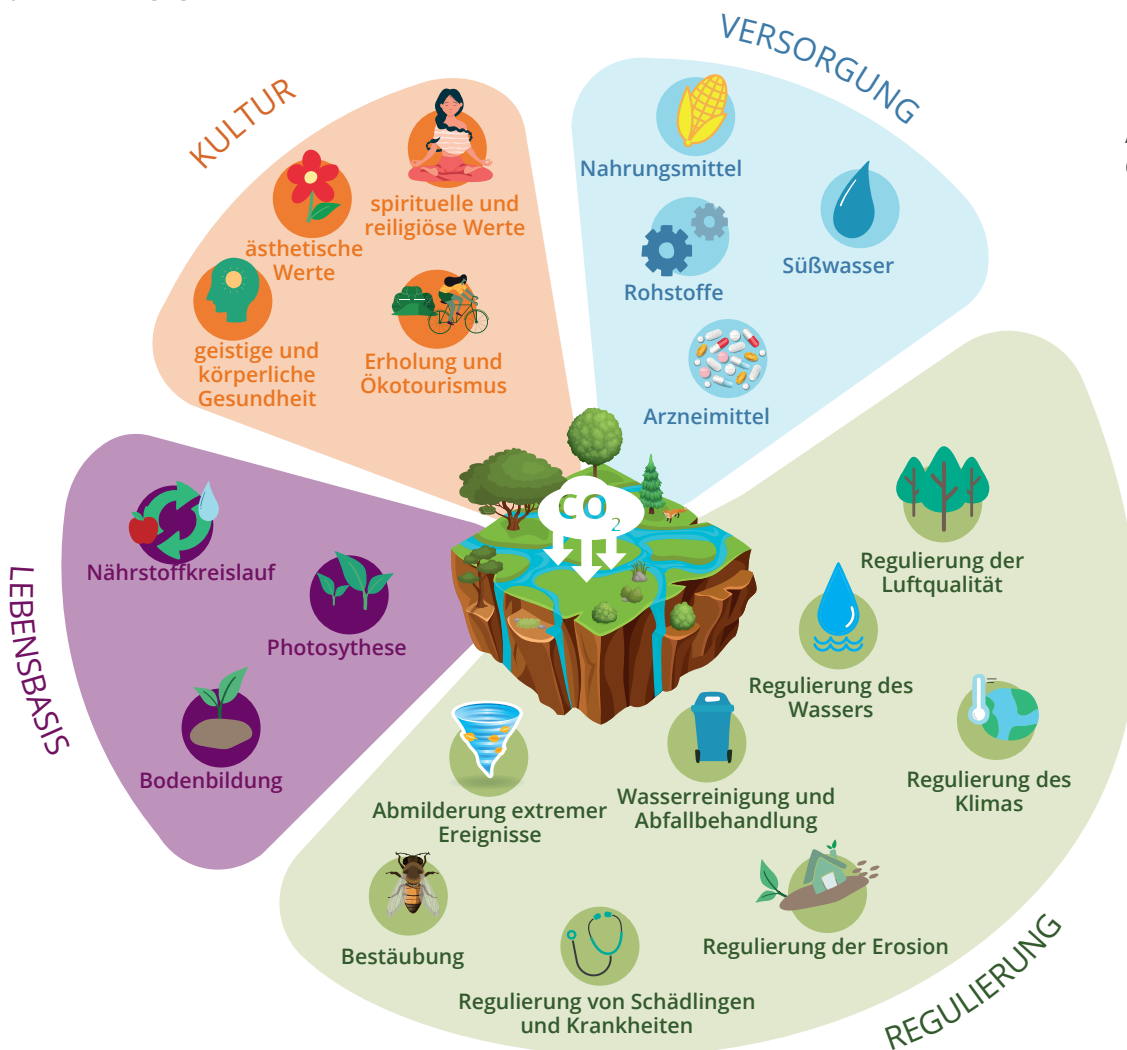 KULTUR
spirituelle und
reiligiöse Werte
ästhetische
Werte
geistige und
körperliche
Gesundheit
Erholung und
Ökotourismus
VERSORGUNG
Nahrungsmittel
Süßwasser
Rohstoffe
Arzneimittel
LEBENSBASIS
Nährstoffkreislauf
Photosythese
Bodenbildung
CO2
REGULIERUNG
Regulierung der
Luftqualität
Regulierung des
Wassers
Regulierung des
Klimas
Wasserreinigung und
Abfallbehandlung
Abmilderung extremer
Ereignisse
Bestäubung
Regulierung der Erosion
Regulierung von Schädlingen
und Krankheiten